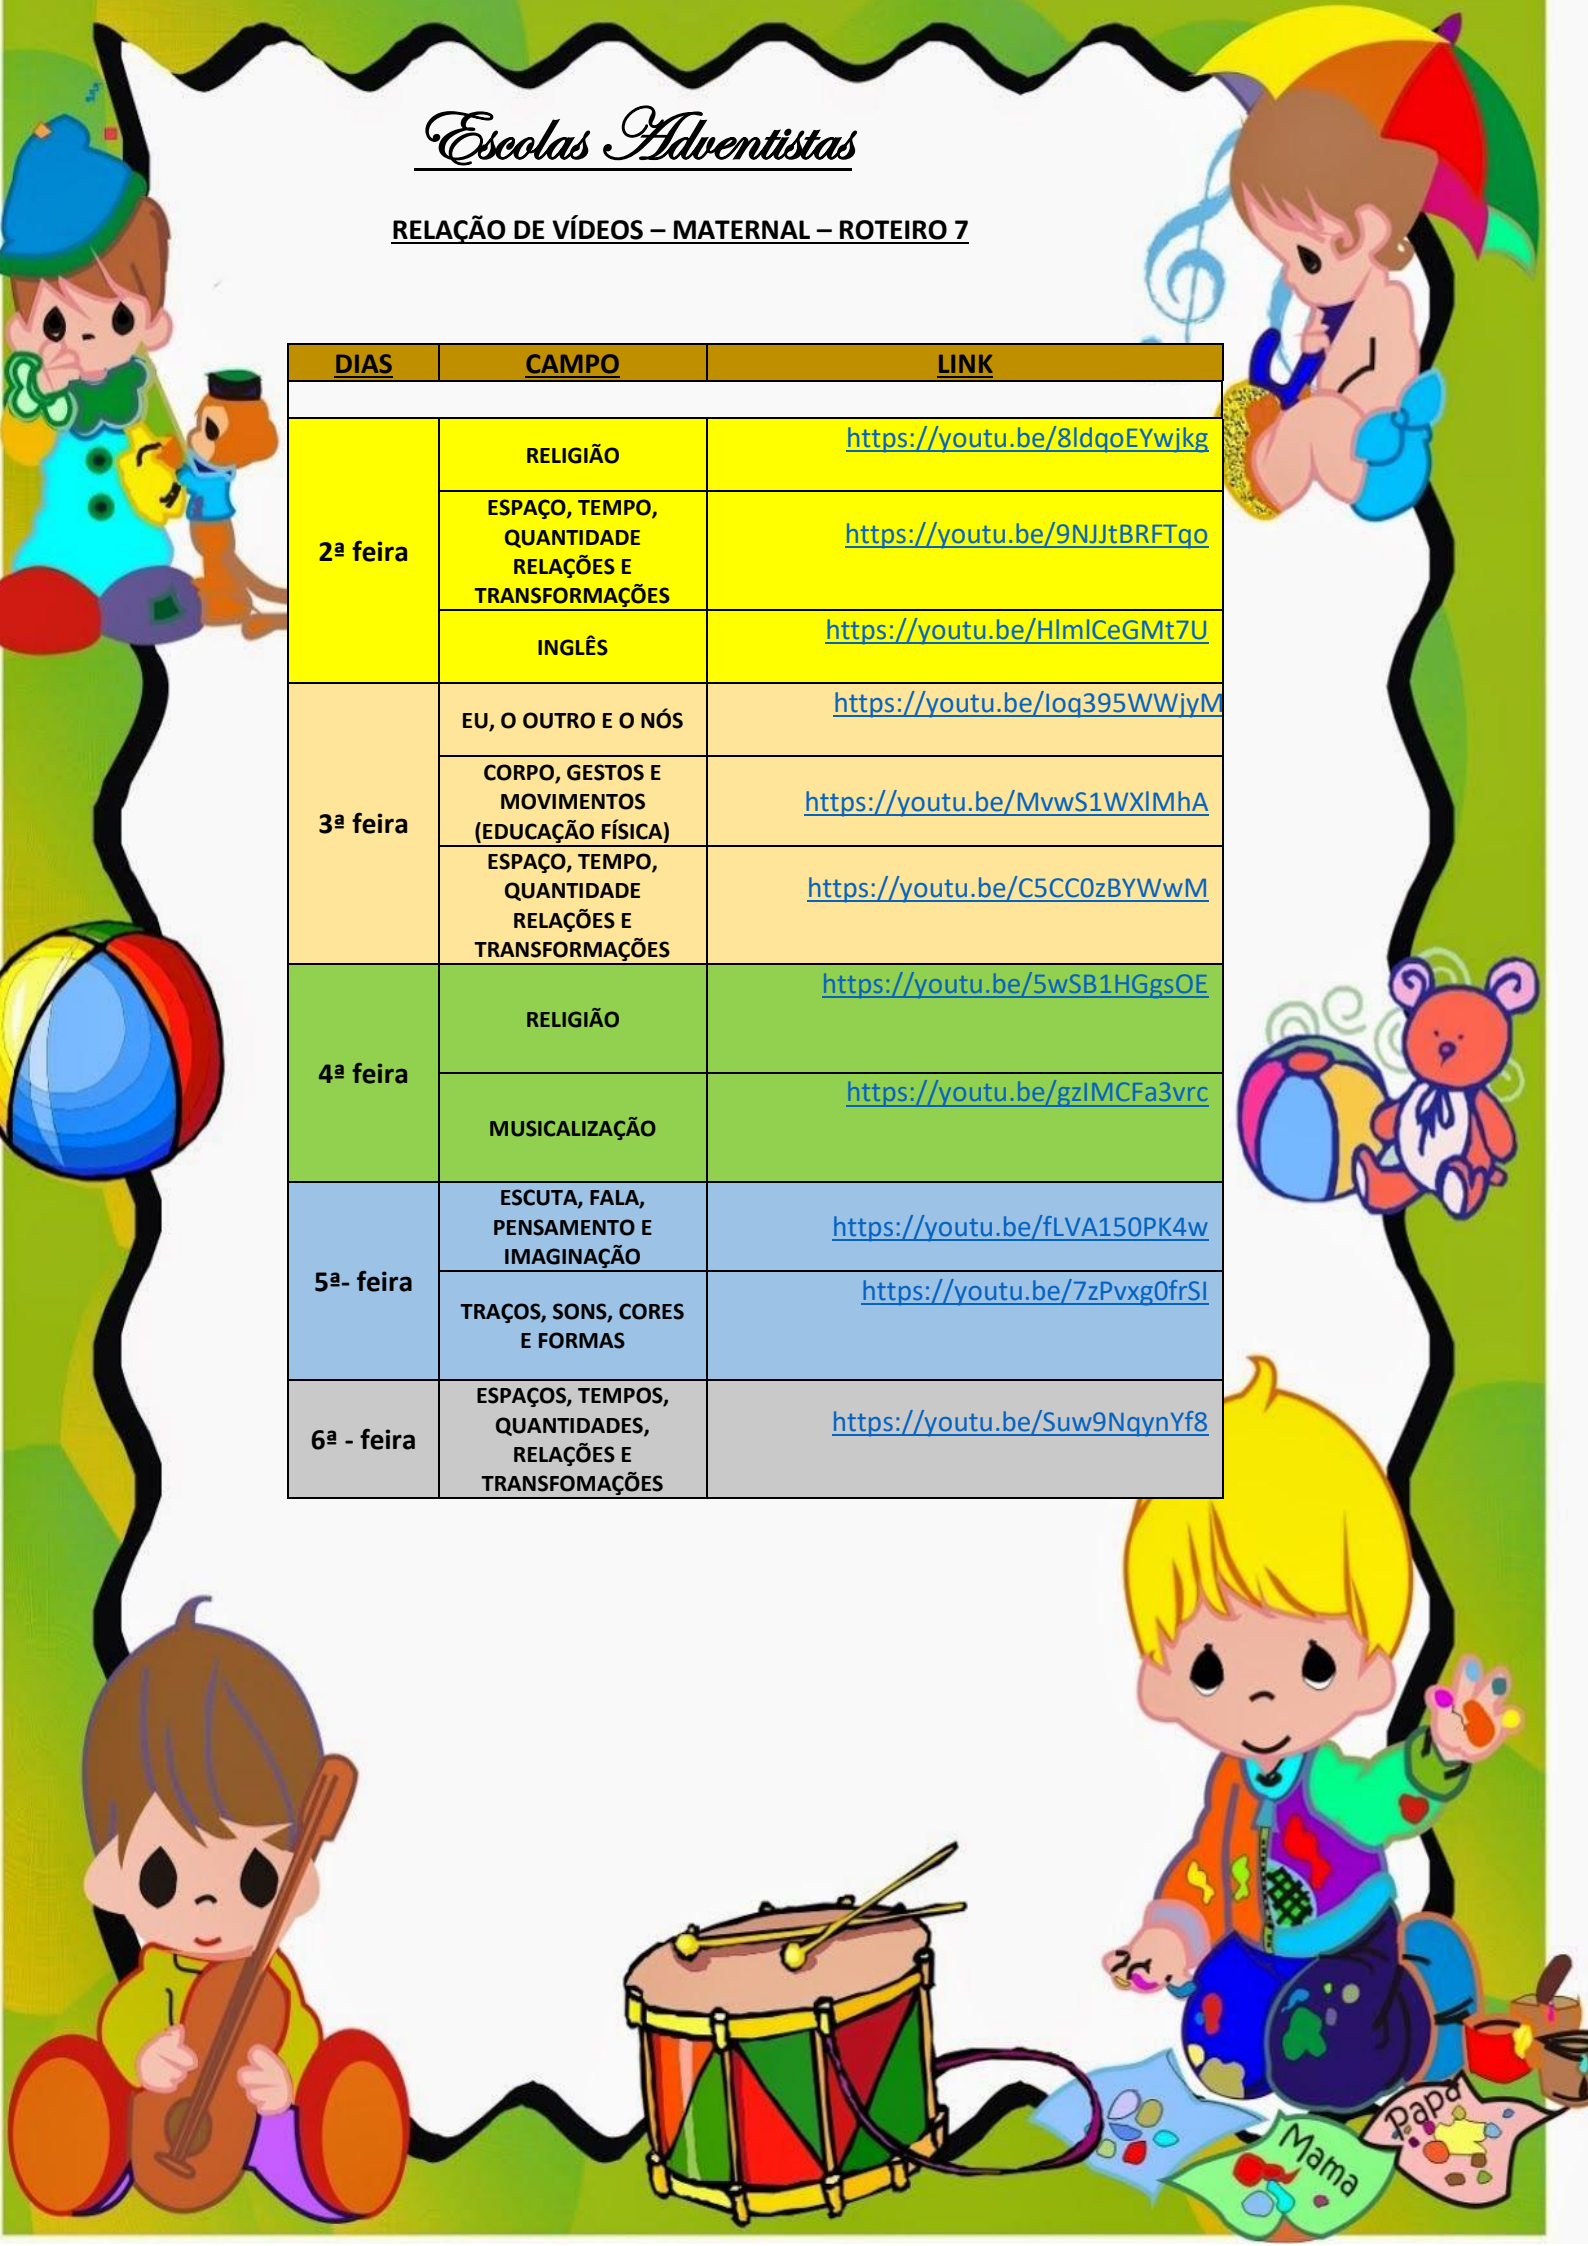 Escolas Adventistas
RELAÇÃO DE VÍDEOS – MATERNAL – ROTEIRO 7
DIAS CAMPO LINK
2ª feira
RELIGIÃO
https://youtu.be/8ldqoEYwjkg
ESPAÇO, TEMPO,
QUANTIDADE
RELAÇÕES E
TRANSFORMAÇÕES
https://youtu.be/9NJJtBRFTqo
INGLÊS
https://youtu.be/HlmlCeGMt7U
3ª feira
EU, O OUTRO E O NÓS
https://youtu.be/Ioq395WWjyM
CORPO, GESTOS E
MOVIMENTOS
(EDUCAÇÃO FÍSICA)
https://youtu.be/MvwS1WXlMhA
ESPAÇO, TEMPO,
QUANTIDADE
RELAÇÕES E
TRANSFORMAÇÕES
https://youtu.be/C5CC0zBYWwM
4ª feira
RELIGIÃO
https://youtu.be/5wSB1HGgsOE
MUSICALIZAÇÃO
https://youtu.be/gzIMCFa3vrc
5ª- feira
ESCUTA, FALA,
PENSAMENTO E
IMAGINAÇÃO
https://youtu.be/fLVA150PK4w
TRAÇOS, SONS, CORES
E FORMAS
https://youtu.be/7zPvxg0frSI
6ª - feira
ESPAÇOS, TEMPOS,
QUANTIDADES,
RELAÇÕES E
TRANSFOMAÇÕES
https://youtu.be/Suw9NqynYf8
Papa
Mama